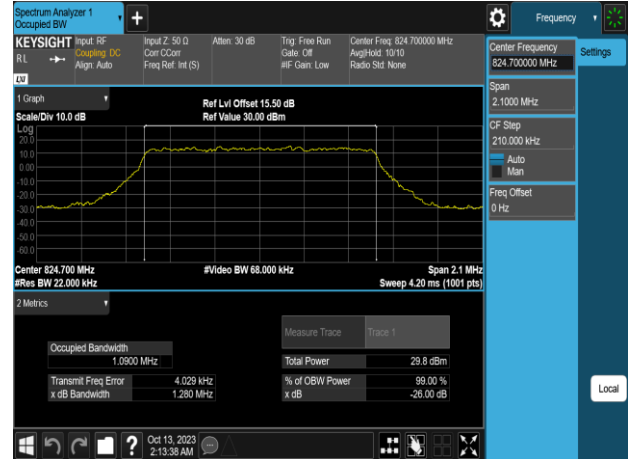 Spectrum Analyzer 1
Occupied BW
Frequency
KEYSIGHT
RL
LXI
Input: RF
Coupling: DC
Align: Auto
Input Z: 50 Ω
Corr CCorr
Freq Ref: Int (S)
Atten: 30 dB
Trig: Free Run
Gate: Off
#IF Gain: Low
Center Freq: 824.700000 MHz
Avg|Hold: 10/10
Radio Std: None
Center Frequency
824.700000 MHz
Settings
Span
2.1000 MHz
CF Step
210.000 kHz
Auto
Man
Freq Offset
0 Hz
Local
1 Graph
Scale/Div 10.0 dB
Ref Lvl Offset 15.50 dB
Ref Value 30.00 dBm
Log
20.0
10.0
0.00
-10.0
-20.0
-30.0
-40.0
-50.0
-60.0
Center 824.700 MHz
#Video BW 68.000 kHz
Span 2.1 MHz
#Res BW 22.000 kHz
Sweep 4.20 ms (1001 pts)
2 Metrics
Measure Trace
Trace 1
Occupied Bandwidth
1.0900 MHz
Total Power
29.8 dBm
Transmit Freq Error
4.029 kHz
% of OBW Power
99.00 %
x dB Bandwidth
1.280 MHz
x dB
-26.00 dB
?
Oct 13, 2023
2:13:38 AM